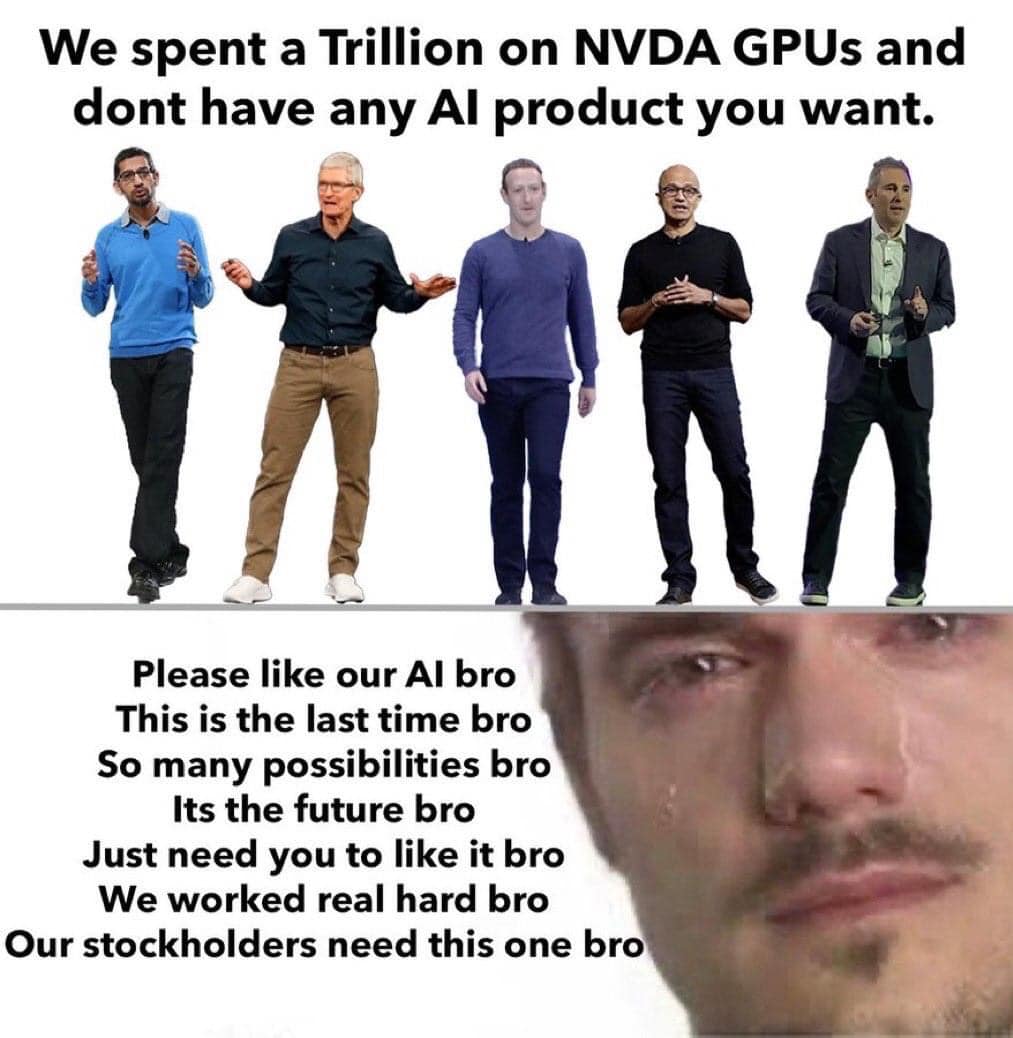 We spent a Trillion on NVDA GPUs and
dont have any AI product you want.
Please like our AI bro
This is the last time bro
So many possibilities bro
Its the future bro
Just need you to like it bro
We worked real hard bro
Our stockholders need this one bro